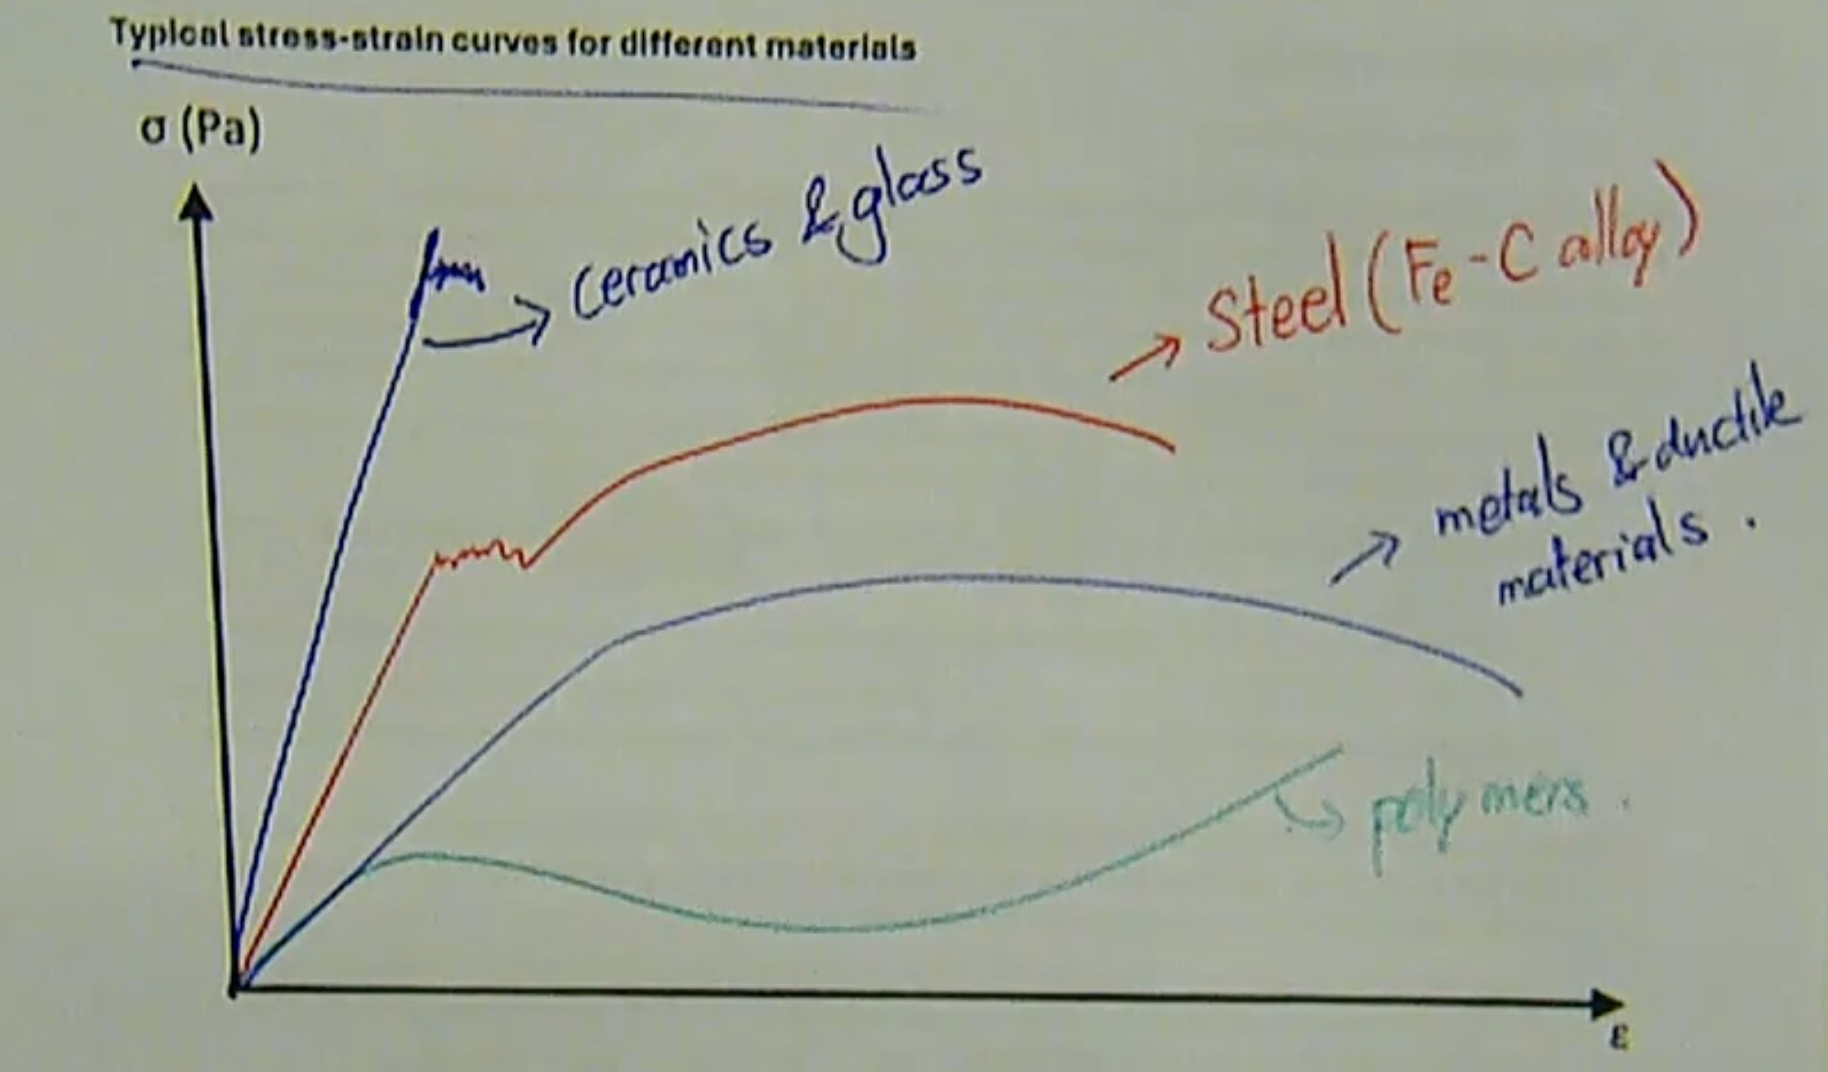 Typical stress-strain curves for different materials
σ (Pa)
ceramics & glass
Steel (Fe-C alloy)
metals & ductile
materials.
polymers.
ε